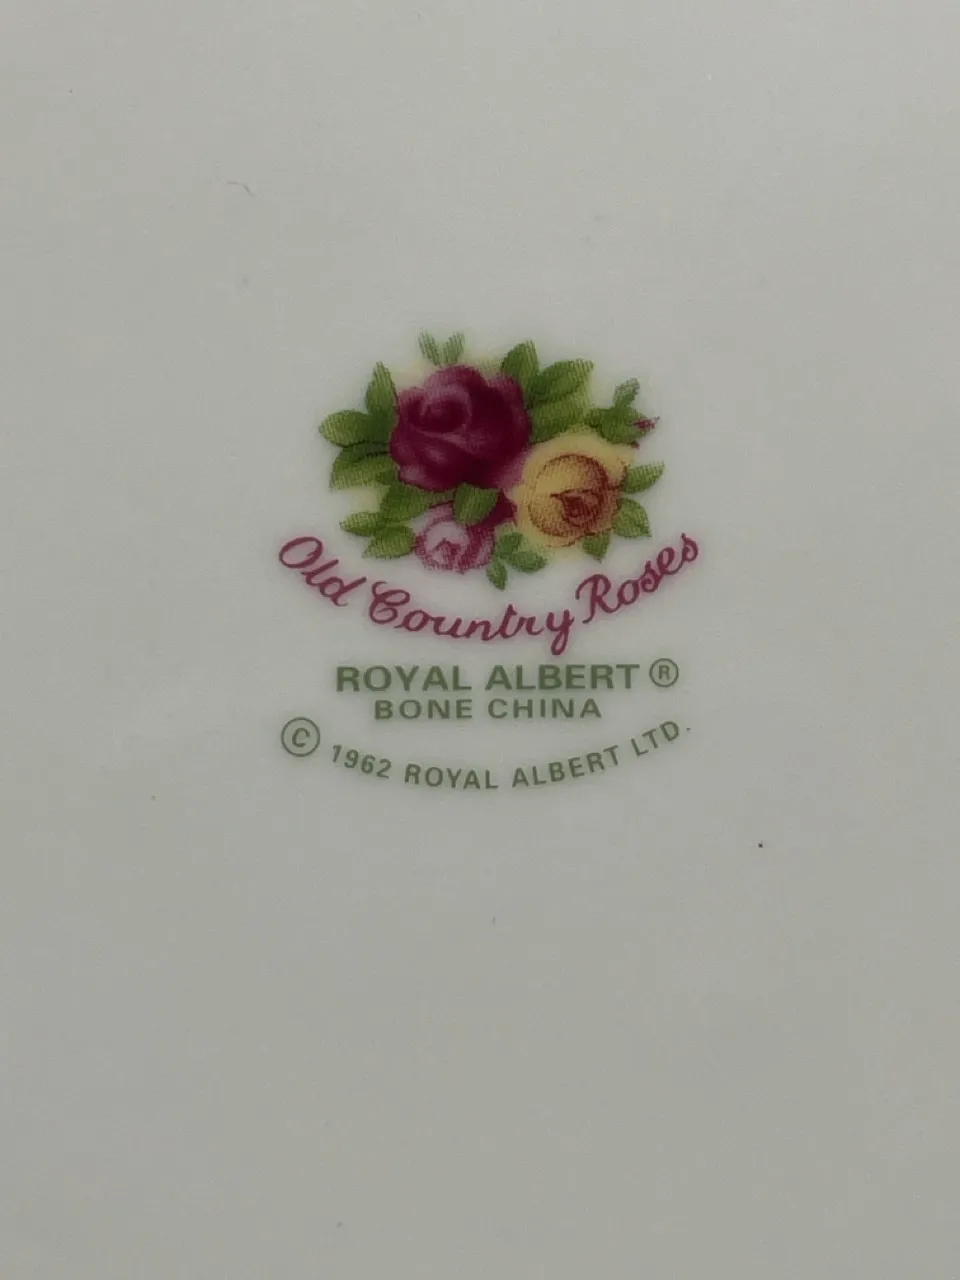 Old Country Roses
ROYAL ALBERT ®
BONE CHINA
© 1962 ROYAL ALBERT LTD.